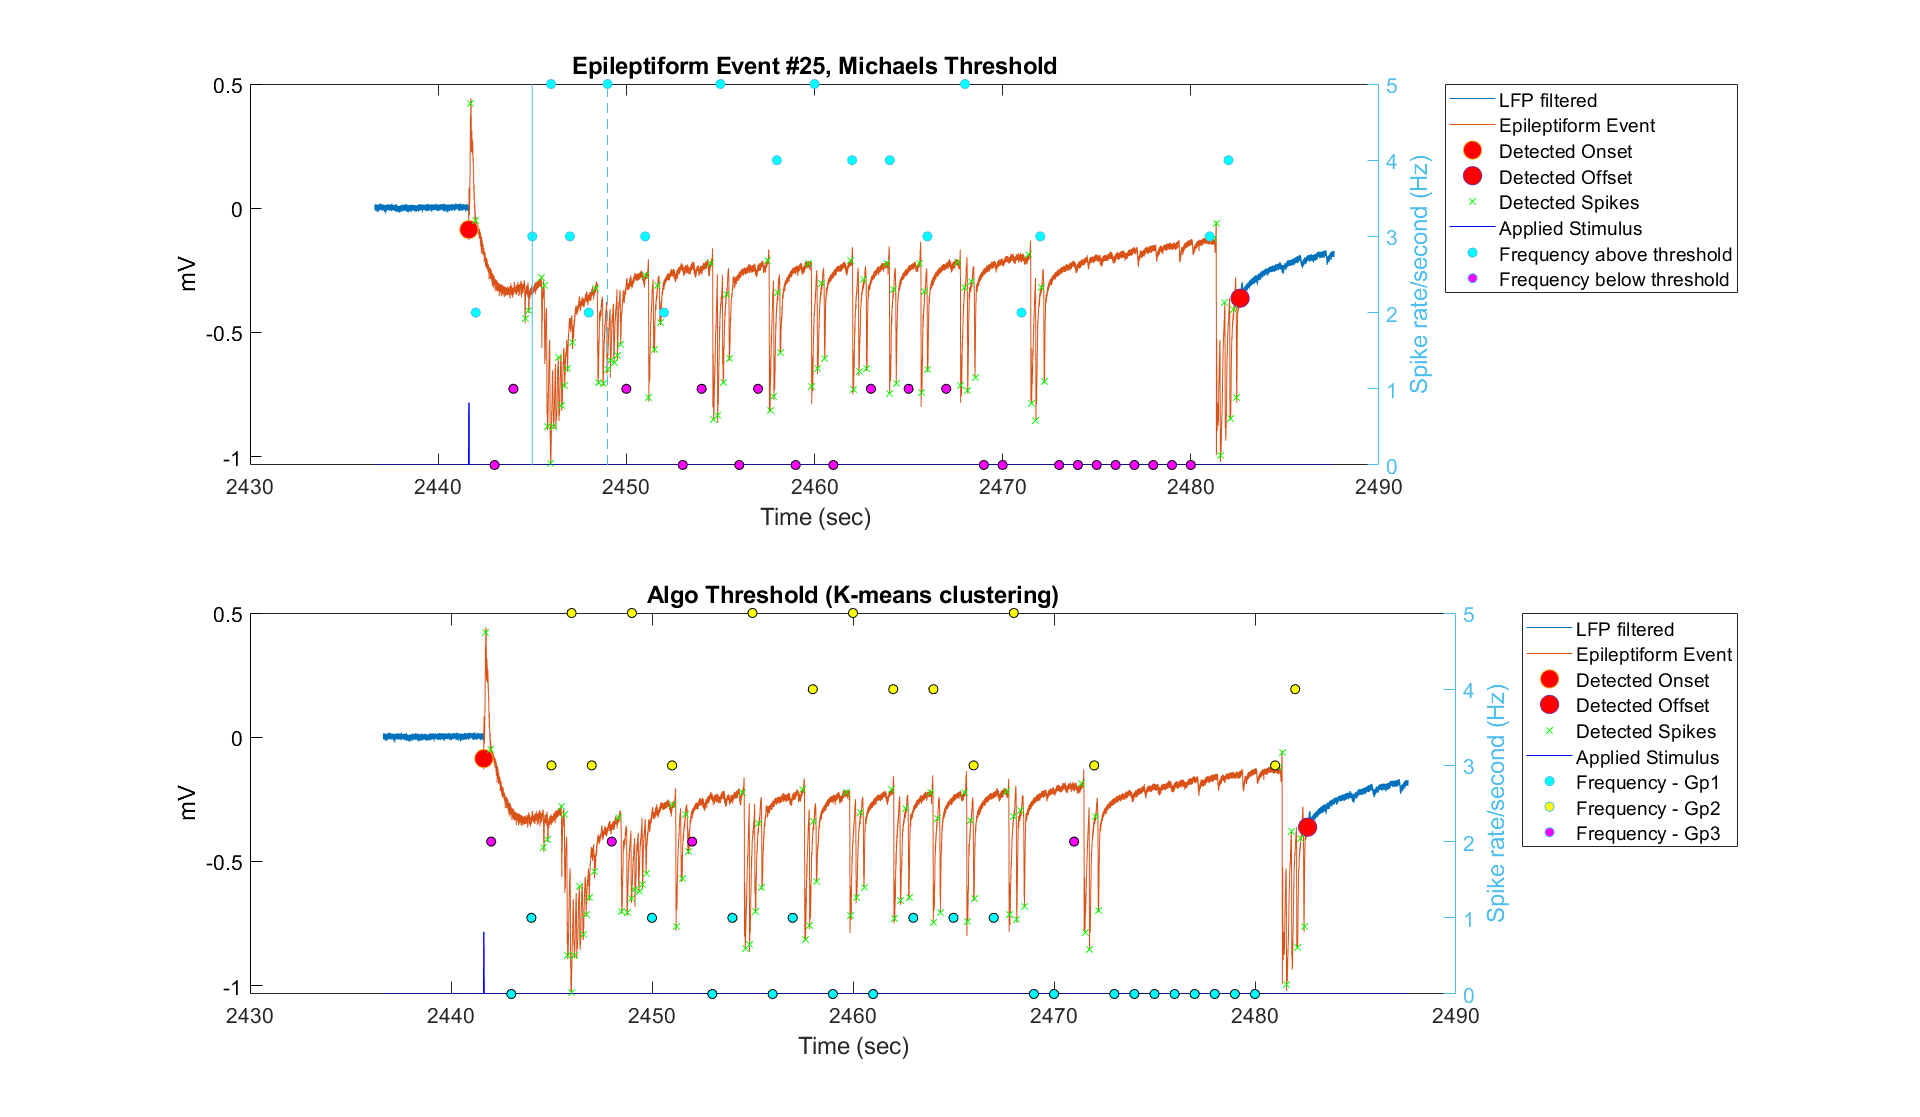 Epileptiform Event #25, Michaels Threshold
0.5
0
-0.5
-1
mV
2430
2440
2450
2460
2470
2480
2490
Time (sec)
5
4
3
2
1
0
Spike rate/second (Hz)
LFP filtered
Epileptiform Event
Detected Onset
Detected Offset
Detected Spikes
Applied Stimulus
Frequency above threshold
Frequency below threshold
Algo Threshold (K-means clustering)
0.5
0
-0.5
-1
mV
2430
2440
2450
2460
2470
2480
2490
Time (sec)
5
4
3
2
1
0
Spike rate/second (Hz)
LFP filtered
Epileptiform Event
Detected Onset
Detected Offset
Detected Spikes
Applied Stimulus
Frequency - Gp1
Frequency - Gp2
Frequency - Gp3